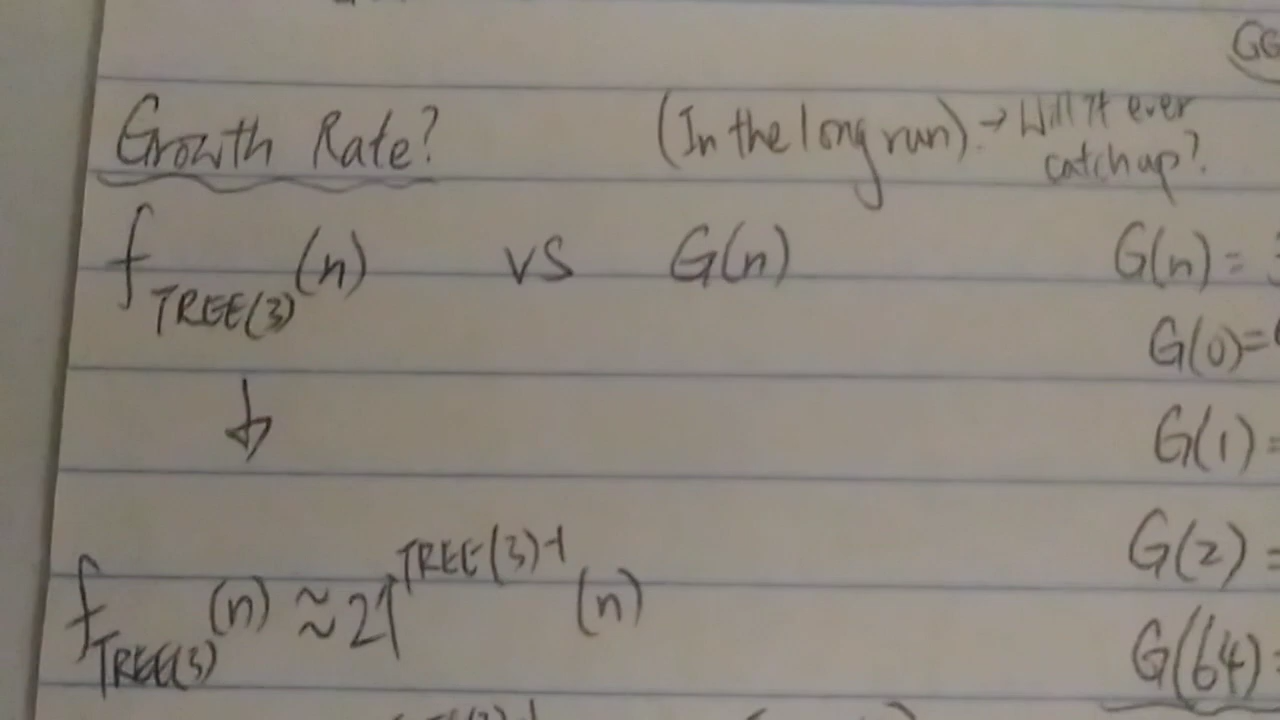 GG
Growth Rate? (In the long run). → Will it ever
catch up?
f_TREE(3)(n) vs G(n) G(n) =
G(0)=
G(1) =
G(2) =
f_TREE(3)(n) ≈ 2↑^TREE(3)-1(n)
G(64) =